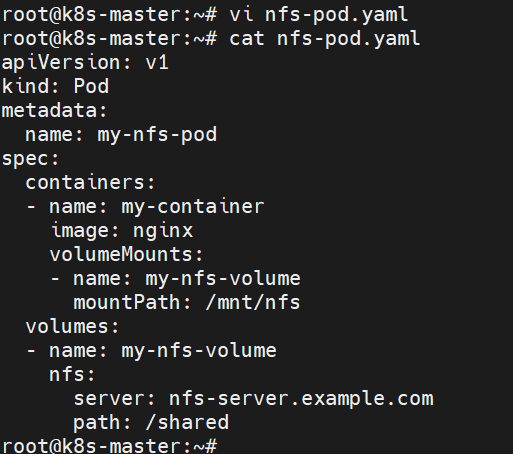 root@k8s-master:~# vi nfs-pod.yaml
root@k8s-master:~# cat nfs-pod.yaml
apiVersion: v1
kind: Pod
metadata:
  name: my-nfs-pod
spec:
  containers:
  - name: my-container
    image: nginx
    volumeMounts:
    - name: my-nfs-volume
      mountPath: /mnt/nfs
  volumes:
  - name: my-nfs-volume
    nfs:
      server: nfs-server.example.com
      path: /shared
root@k8s-master:~#